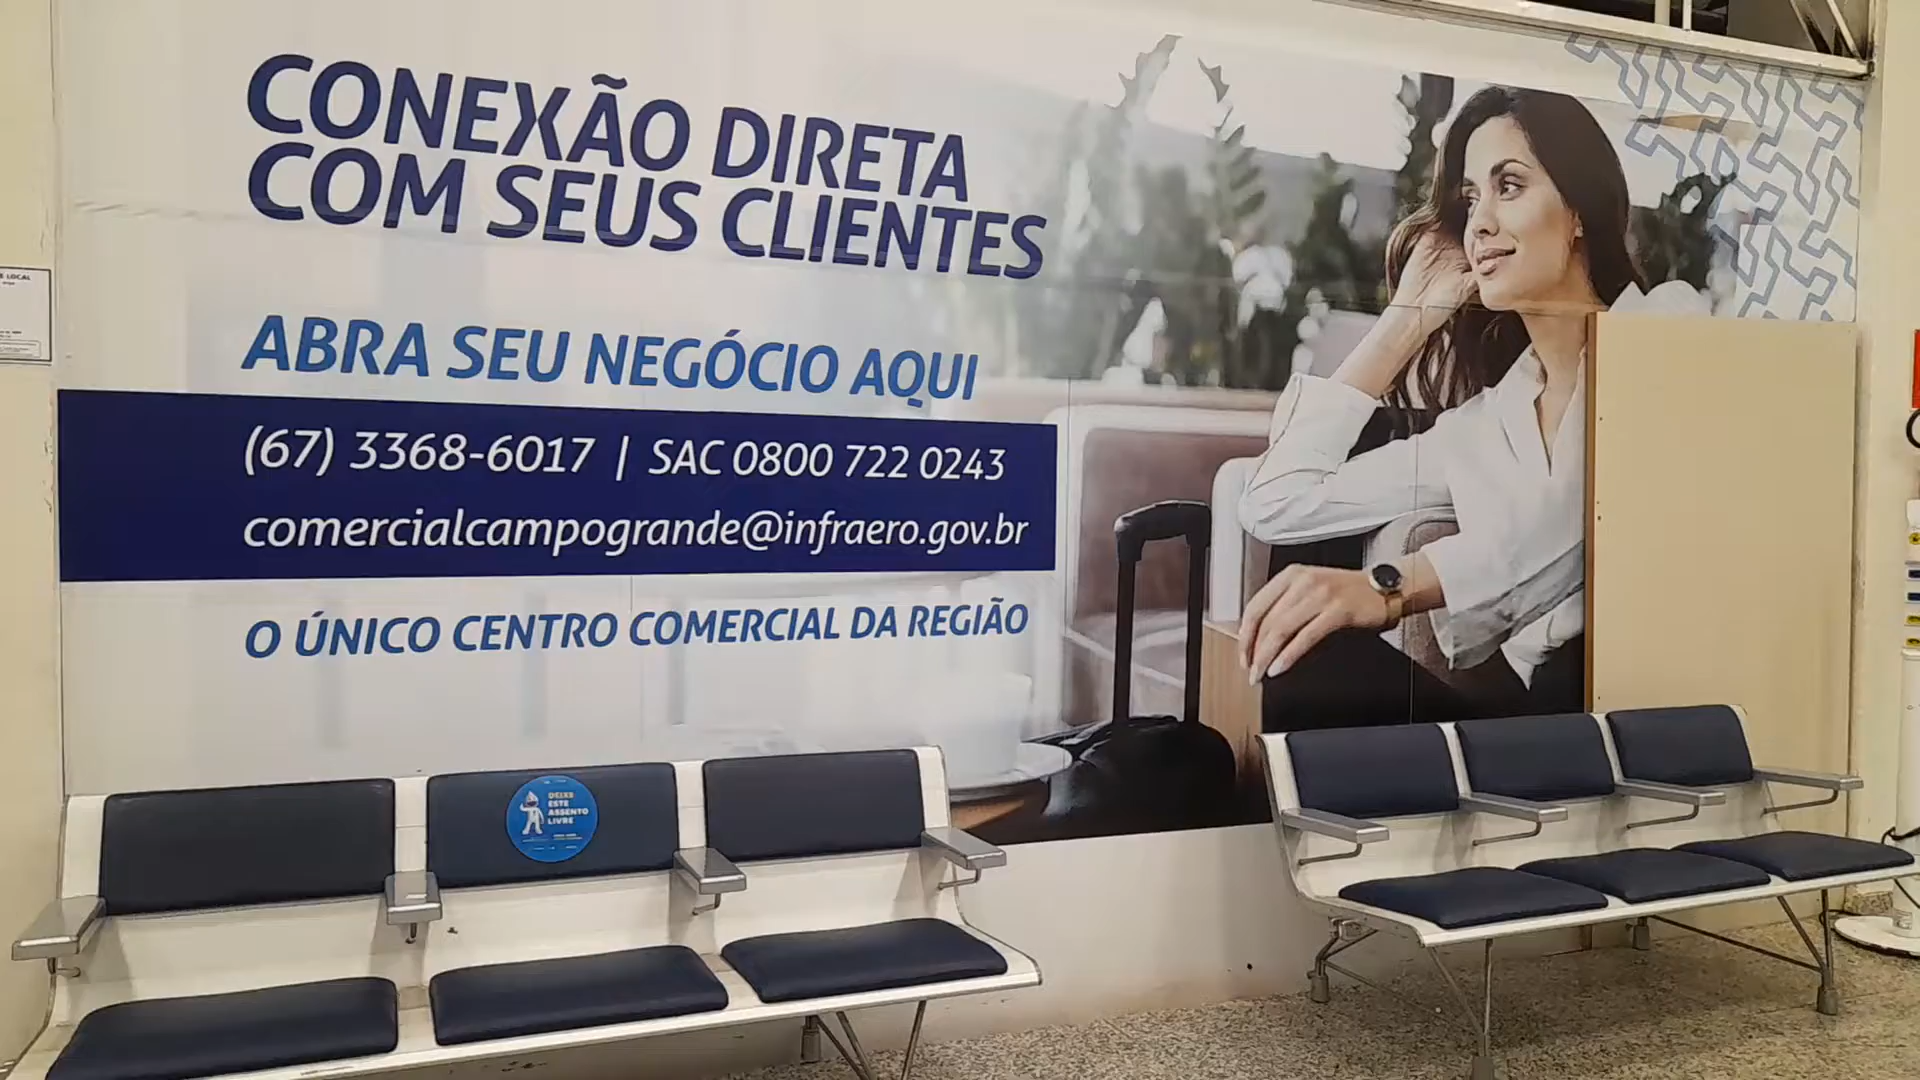 CONEXÃO DIRETA
COM SEUS CLIENTES
ABRA SEU NEGÓCIO AQUI
(67) 3368-6017 | SAC 0800 722 0243
comercialcampogrande@infraero.gov.br
O ÚNICO CENTRO COMERCIAL DA REGIÃO
LOCAL
DEIXE
ESTE
ASSENTO
LIVRE